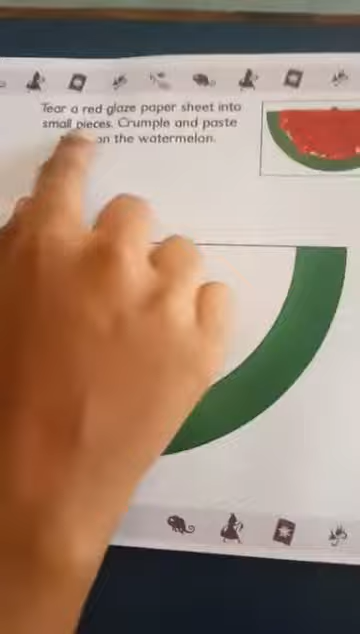 Tear a red glaze paper sheet into
small pieces. Crumple and paste
on the watermelon.